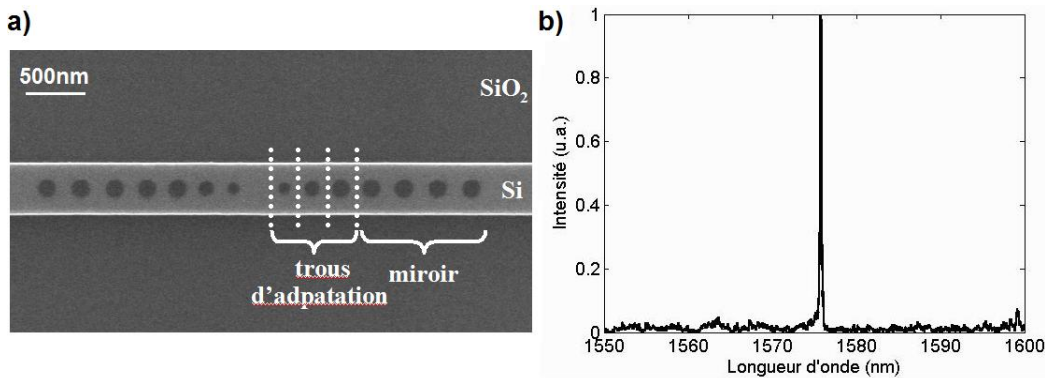 a)
500nm
SiO2
Si
trous
d'adpatation
miroir
b)
Intensité (u.a.)
1
0.8
0.6
0.4
0.2
0
1550
1560
1570
1580
1590
1600
Longueur d'onde (nm)